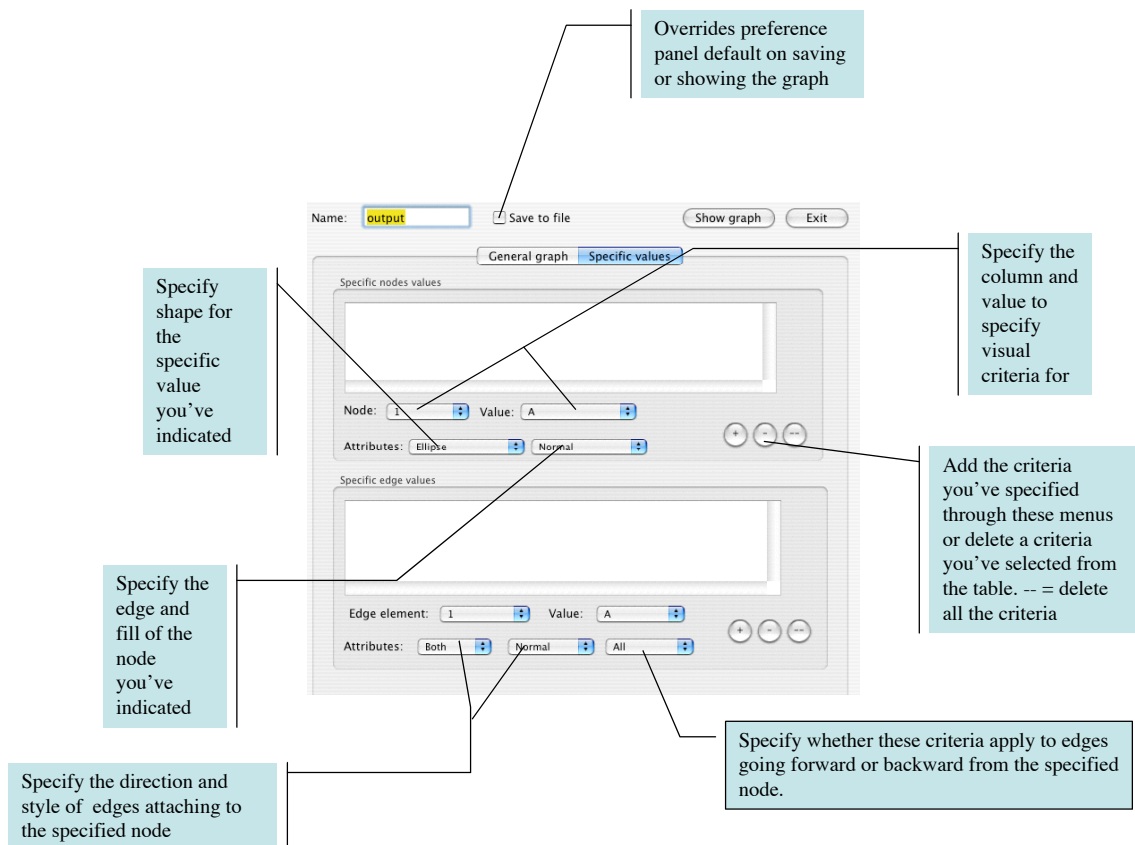 Overrides preference
panel default on saving
or showing the graph
Name: output Save to file Show graph Exit
General graph Specific values
Specify the
column and
value to
specify
visual
criteria for
Specify
shape for
the
specific
value
you've
indicated
Specific nodes values
Node: 1 Value: A
Attributes: Ellipse Normal
+ - --
Add the criteria
you've specified
through these menus
or delete a criteria
you've selected from
the table. -- = delete
all the criteria
Specific edge values
Specify the
edge and
fill of the
node
you've
indicated
Edge element: 1 Value: A
Attributes: Both Normal All
+ - --
Specify whether these criteria apply to edges
going forward or backward from the specified
node.
Specify the direction and
style of edges attaching to
the specified node